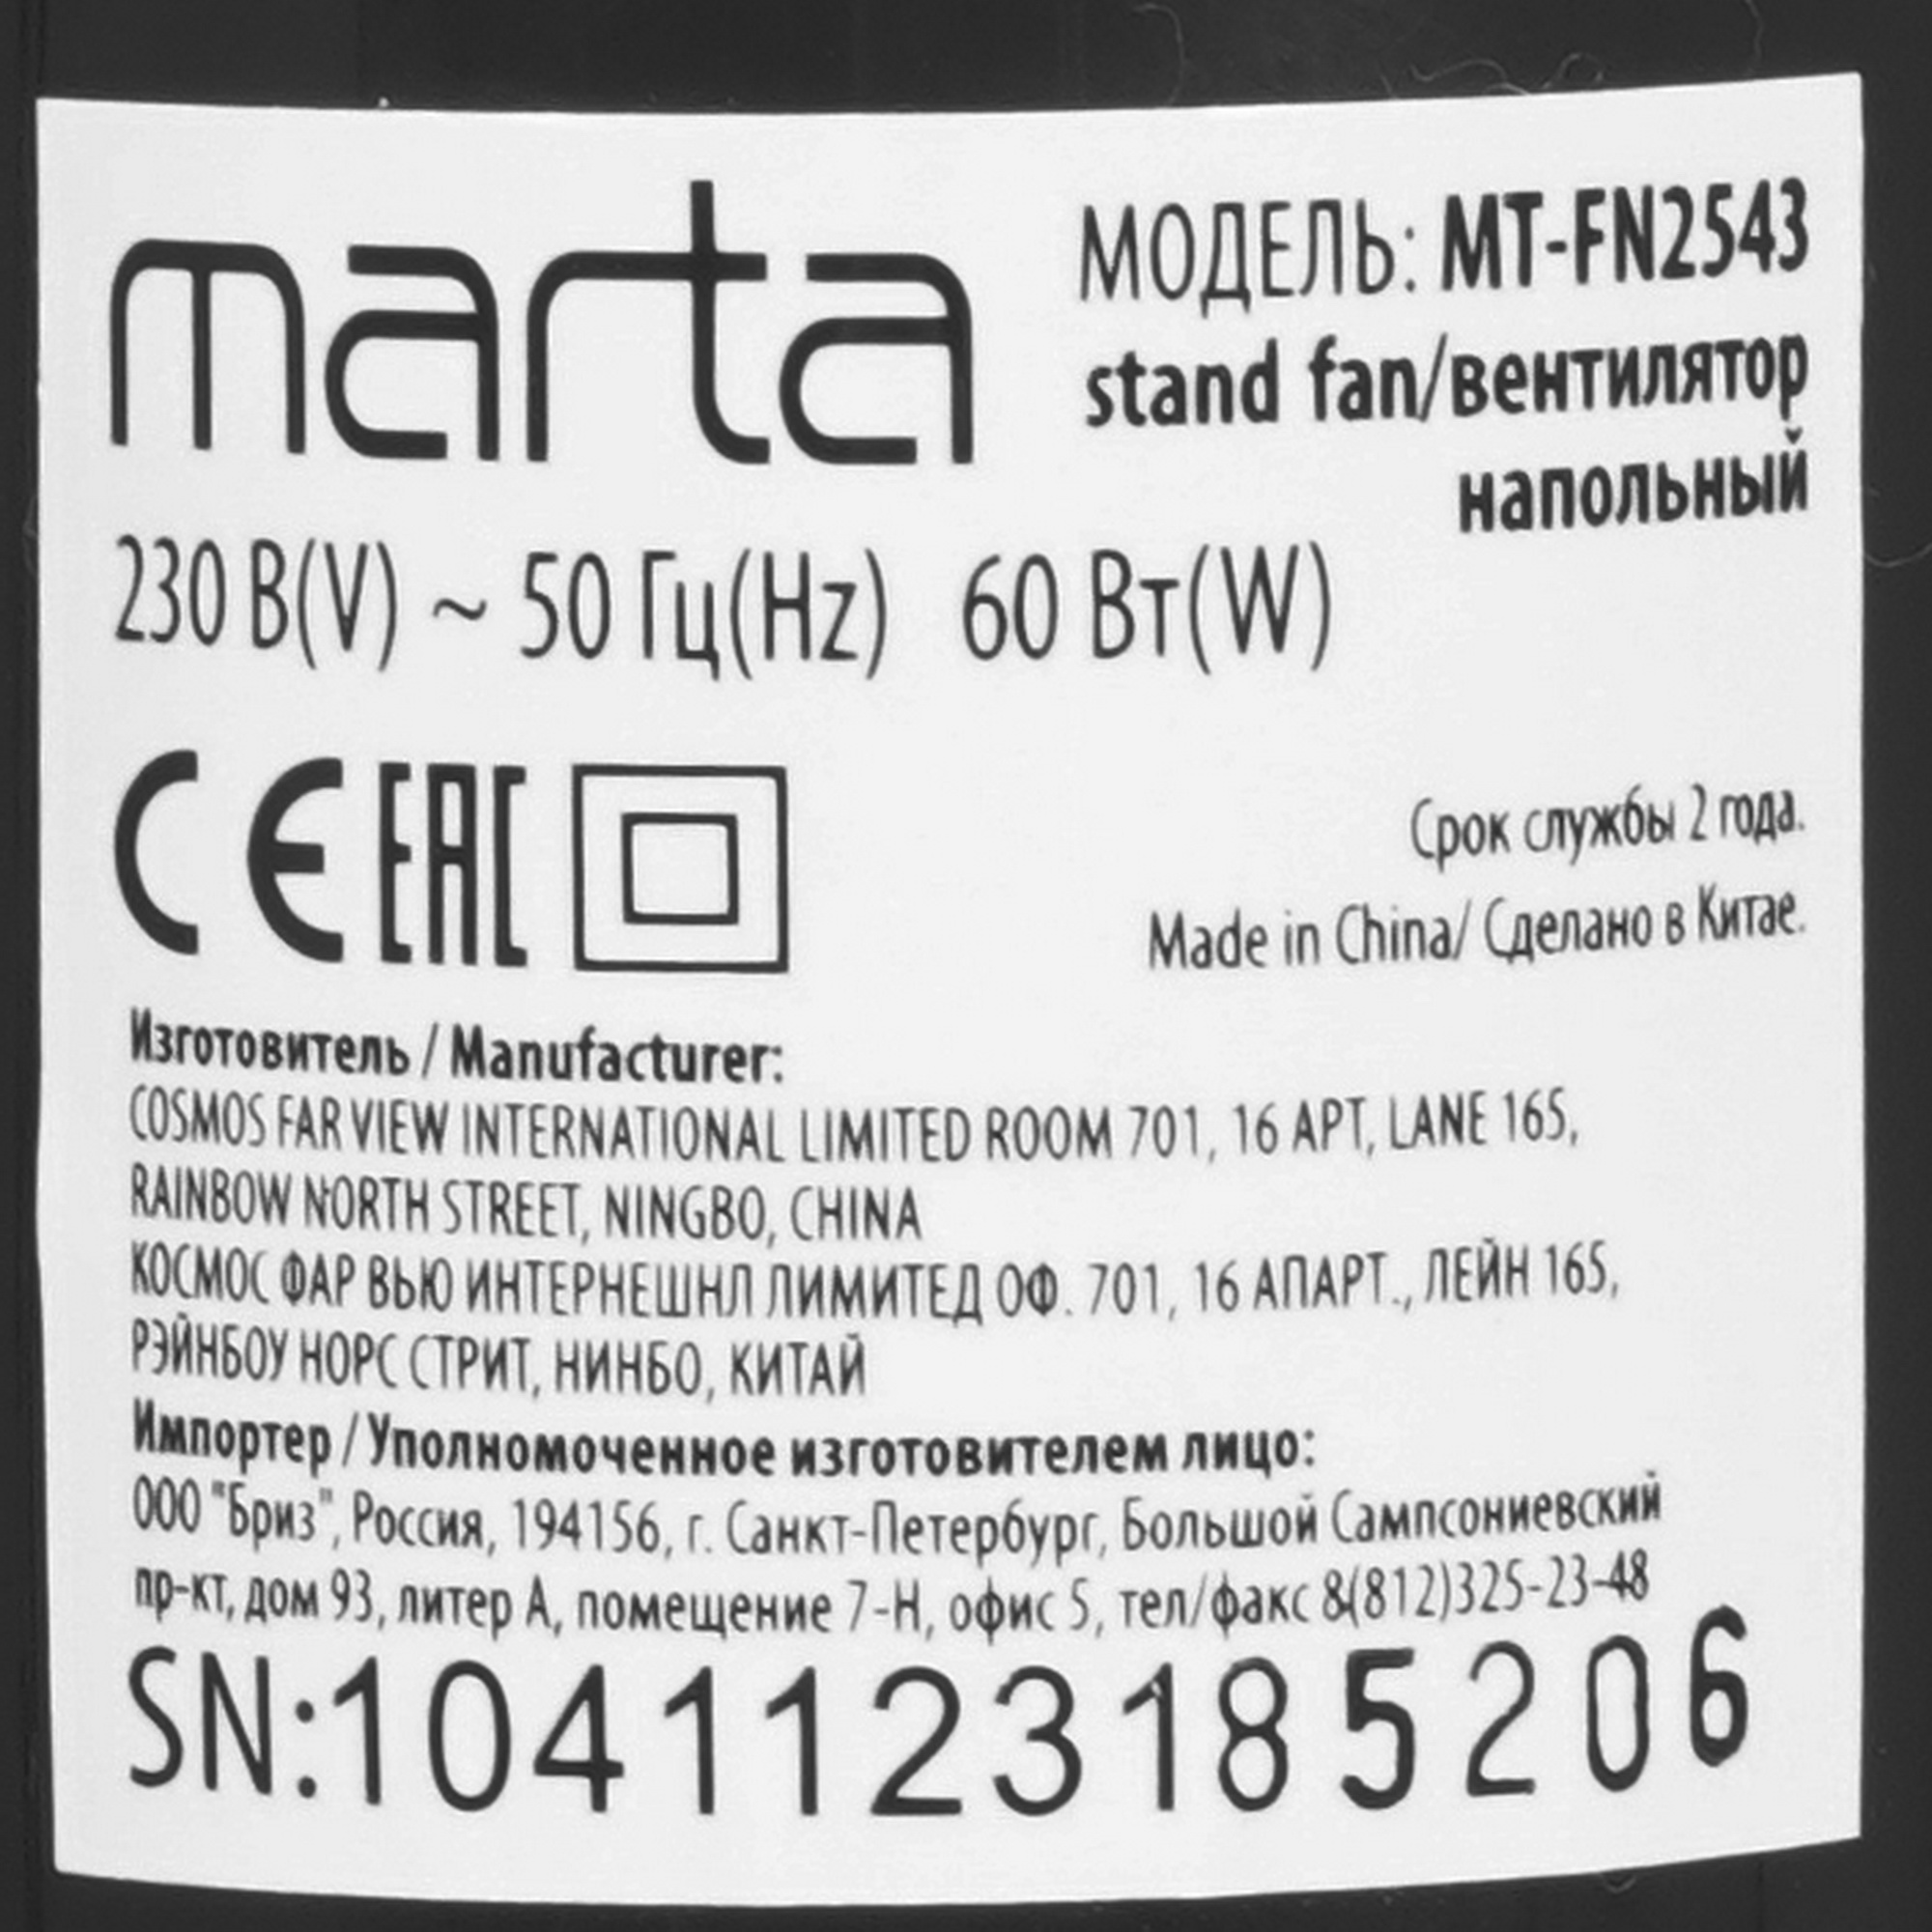 marta
МОДЕЛЬ: MT-FN2543
stand fan/вентилятор
напольный
230 В(V) ~ 50 Гц(Hz) 60 Вт(W)
CE EAC
Срок службы 2 года.
Made in China/ Сделано в Китае.
Изготовитель / Manufacturer:
COSMOS FAR VIEW INTERNATIONAL LIMITED ROOM 701, 16 APT, LANE 165,
RAINBOW NORTH STREET, NINGBO, CHINA
КОСМОС ФАР ВЬЮ ИНТЕРНЕШНЛ ЛИМИТЕД ОФ. 701, 16 АПАРТ., ЛЕЙН 165,
РЭЙНБОУ НОРС СТРИТ, НИНБО, КИТАЙ
Импортер / Уполномоченное изготовителем лицо:
ООО "Бриз", Россия, 194156, г. Санкт-Петербург, Большой Сампсониевский
пр-кт, дом 93, литер А, помещение 7-Н, офис 5, тел/факс 8(812)325-23-48
SN:1041123185206